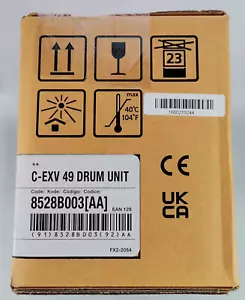 23
max
40°C
104°F
**
C-EXV 49 DRUM UNIT
Code: Kode: Código: Codice:
8528B003[AA]
EAN 128
(91)8528B003(92)AA
FX2-2054
CE
UK
CA